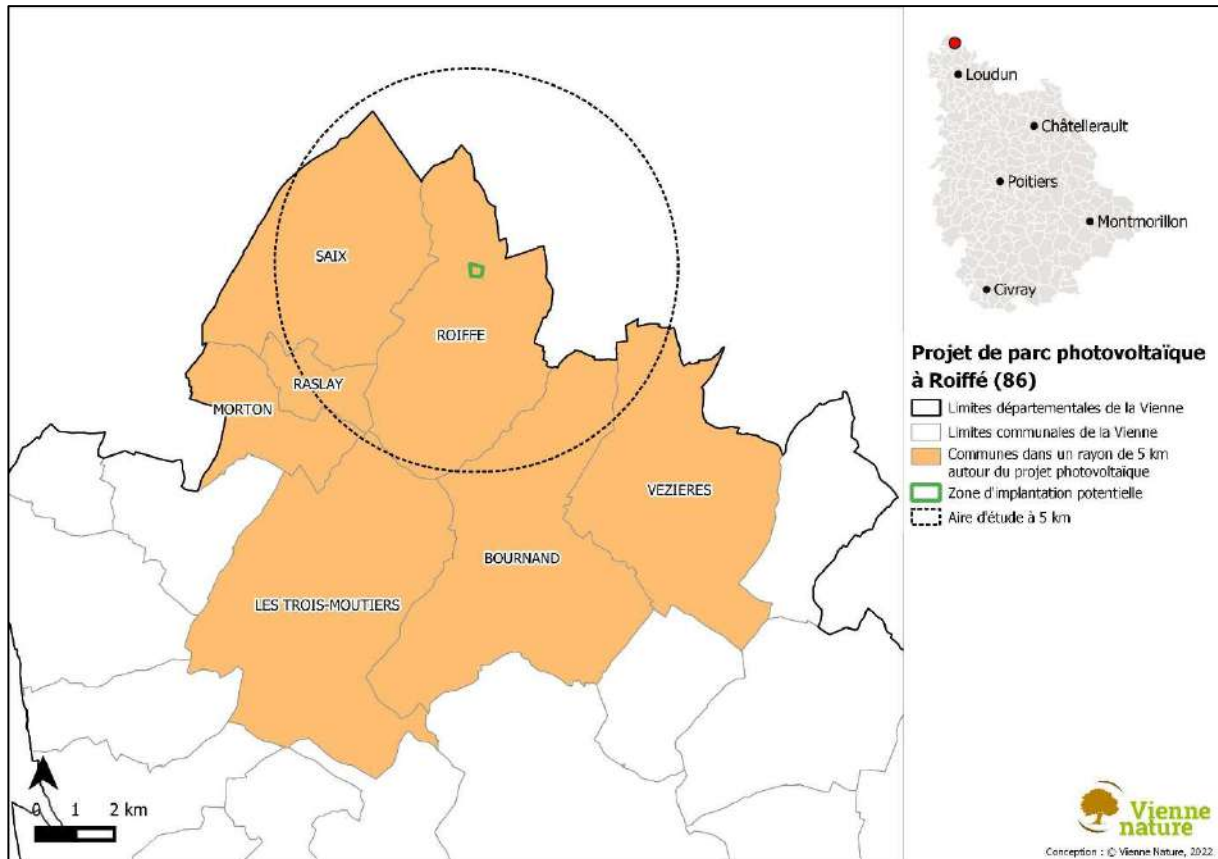 SAIX
ROIFFE
RASLAY
MORTON
VEZIERES
BOURNAND
LES TROIS-MOUTIERS
0 1 2 km
Loudun
Châtellerault
Poitiers
Montmorillon
Civray
Projet de parc photovoltaïque
à Roiffé (86)
Limites départementales de la Vienne
Limites communales de la Vienne
Communes dans un rayon de 5 km
autour du projet photovoltaïque
Zone d'implantation potentielle
Aire d'étude à 5 km
Vienne
nature
Conception : © Vienne Nature, 2022